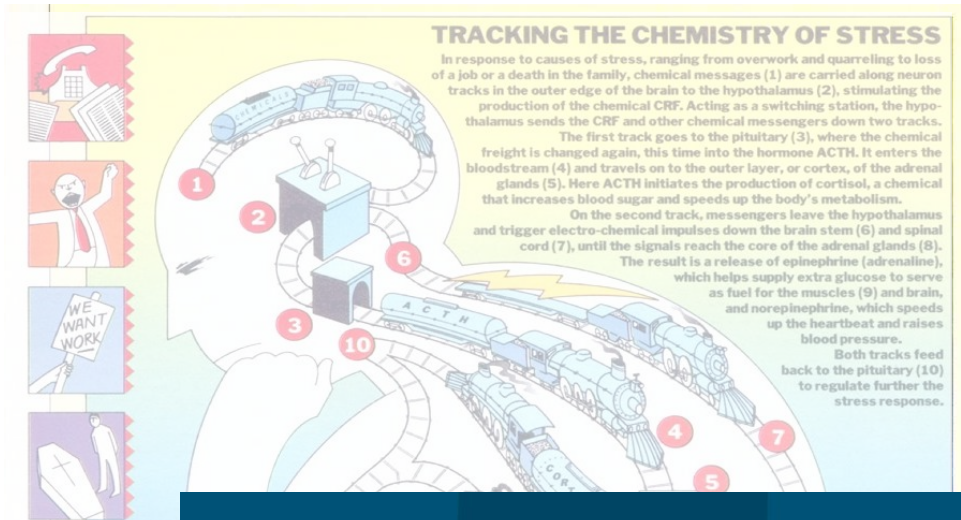 TRACKING THE CHEMISTRY OF STRESS
In response to causes of stress, ranging from overwork and quarreling to loss
of a job or a death in the family, chemical messages (1) are carried along neuron
tracks in the outer edge of the brain to the hypothalamus (2), stimulating the
production of the chemical CRF. Acting as a switching station, the hypo-
thalamus sends the CRF and other chemical messengers down two tracks.
The first track goes to the pituitary (3), where the chemical
freight is changed again, this time into the hormone ACTH. It enters the
bloodstream (4) and travels on to the outer layer, or cortex, of the adrenal
glands (5). Here ACTH initiates the production of cortisol, a chemical
that increases blood sugar and speeds up the body's metabolism.
On the second track, messengers leave the hypothalamus
and trigger electro-chemical impulses down the brain stem (6) and spinal
cord (7), until the signals reach the core of the adrenal glands (8).
The result is a release of epinephrine (adrenaline),
which helps supply extra glucose to serve
as fuel for the muscles (9) and brain,
and norepinephrine, which speeds
up the heartbeat and raises
blood pressure.
Both tracks feed
back to the pituitary (10)
to regulate further the
stress response.
CHEMICALS
1
2
6
ACTH
3
10
WE
WANT
WORK
4
7
5
CORT